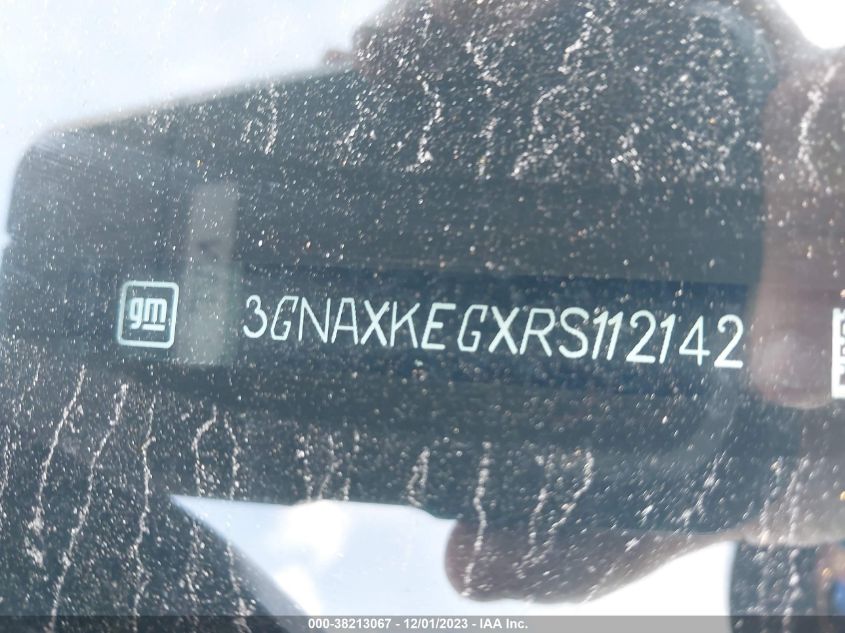 gm 3GNAXKEGXRS112142
000-38213067 - 12/01/2023 - IAA Inc.